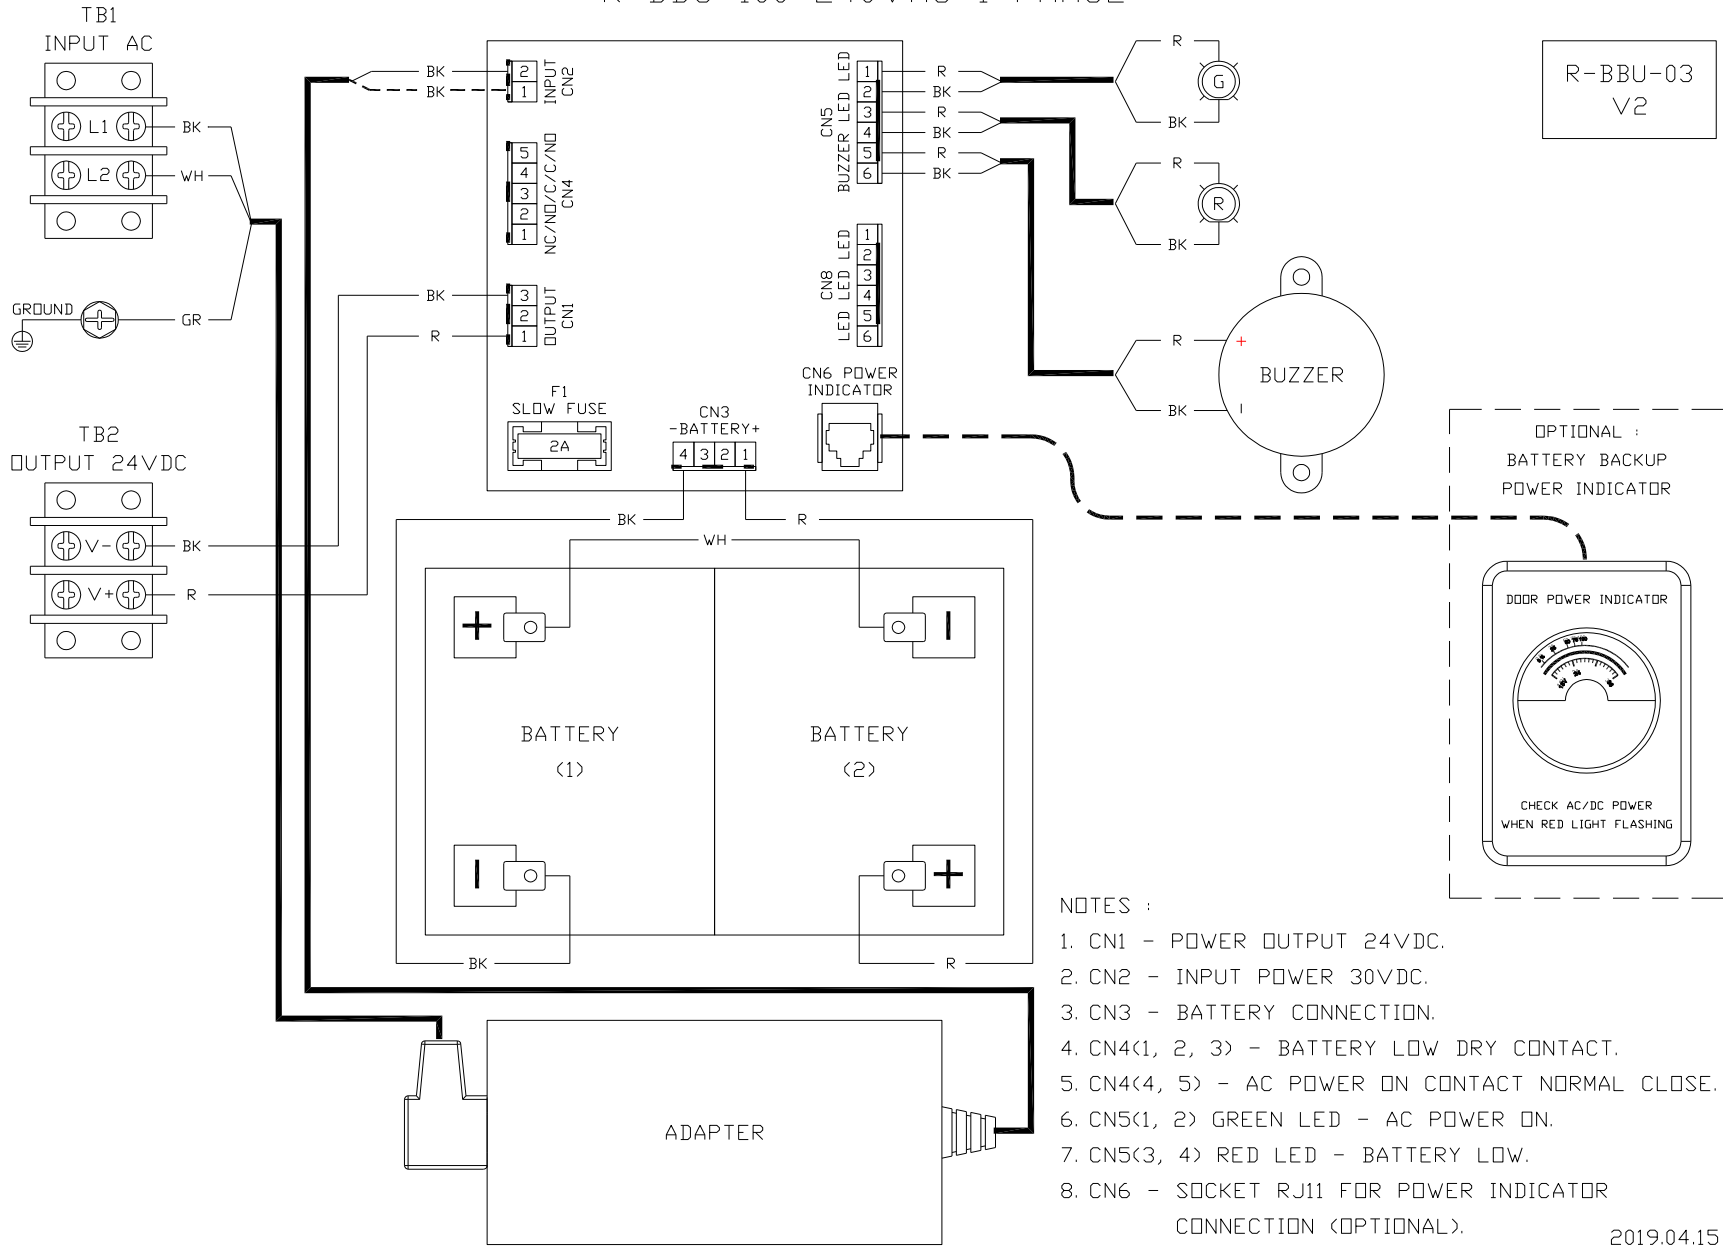 TB1
INPUT AC
L1
BK
L2
WH
GROUND
GR
TB2
OUTPUT 24VDC
V-
BK
V+
R
BK
BK
2
1
INPUT
CN2
5
4
3
2
1
NC/NO/C/C/NO
CN4
BK
R
3
2
1
OUTPUT
CN1
F1
SLOW FUSE
2A
CN3
-BATTERY+
4 3 2 1
CN5
BUZZER LED LED
1
2
3
4
5
6
CN8
LED LED LED
1
2
3
4
5
6
CN6 POWER
INDICATOR
R
BK
R
BK
R
BK
R
G
BK
R
R
BK
R
+
BUZZER
BK
-
R-BBU-03
V2
OPTIONAL :
BATTERY BACKUP
POWER INDICATOR
DOOR POWER INDICATOR
CHECK AC/DC POWER
WHEN RED LIGHT FLASHING
BK
R
WH
+
-
BATTERY
(1)
BATTERY
(2)
-
+
BK
R
ADAPTER
NOTES :
1. CN1 - POWER OUTPUT 24VDC.
2. CN2 - INPUT POWER 30VDC.
3. CN3 - BATTERY CONNECTION.
4. CN4(1, 2, 3) - BATTERY LOW DRY CONTACT.
5. CN4(4, 5) - AC POWER ON CONTACT NORMAL CLOSE.
6. CN5(1, 2) GREEN LED - AC POWER ON.
7. CN5(3, 4) RED LED - BATTERY LOW.
8. CN6 - SOCKET RJ11 FOR POWER INDICATOR
CONNECTION (OPTIONAL).
2019.04.15